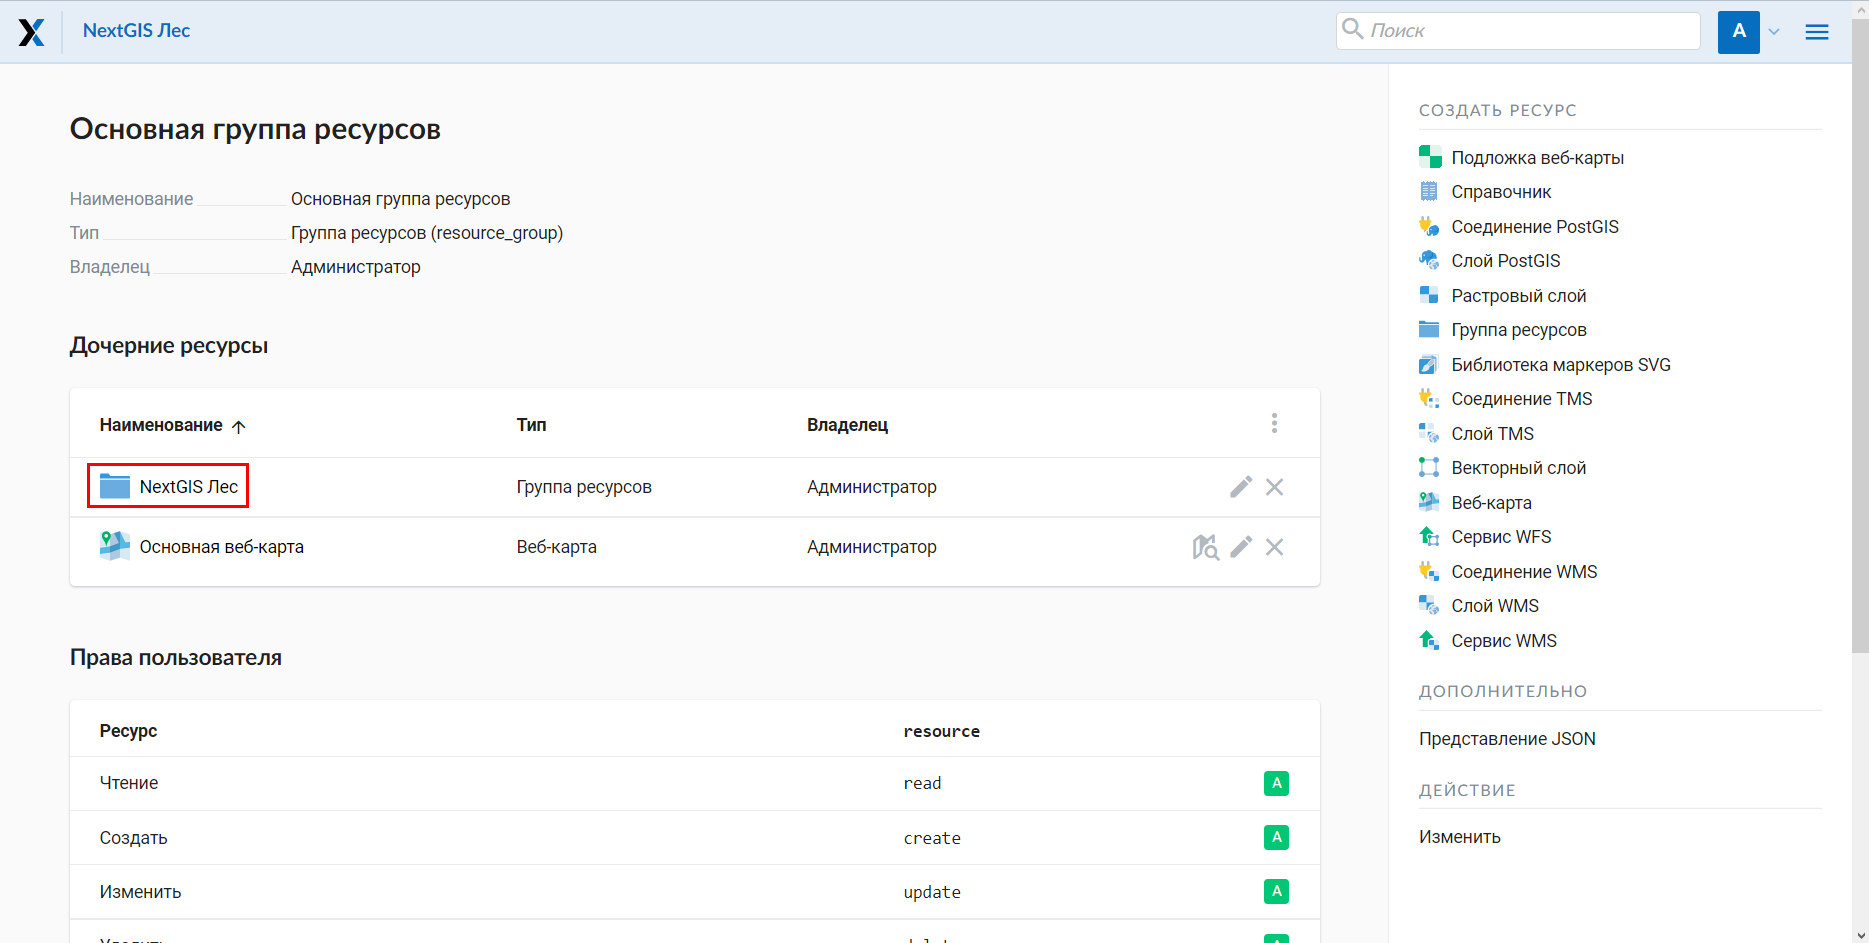 NextGIS Лес
Поиск
A
Основная группа ресурсов
Наименование Основная группа ресурсов
Тип Группа ресурсов (resource_group)
Владелец Администратор
Дочерние ресурсы
Наименование Тип Владелец
NextGIS Лес Группа ресурсов Администратор
Основная веб-карта Веб-карта Администратор
Права пользователя
Ресурс resource
Чтение read A
Создать create A
Изменить update A
СОЗДАТЬ РЕСУРС
Подложка веб-карты
Справочник
Соединение PostGIS
Слой PostGIS
Растровый слой
Группа ресурсов
Библиотека маркеров SVG
Соединение TMS
Слой TMS
Векторный слой
Веб-карта
Сервис WFS
Соединение WMS
Слой WMS
Сервис WMS
ДОПОЛНИТЕЛЬНО
Представление JSON
ДЕЙСТВИЕ
Изменить